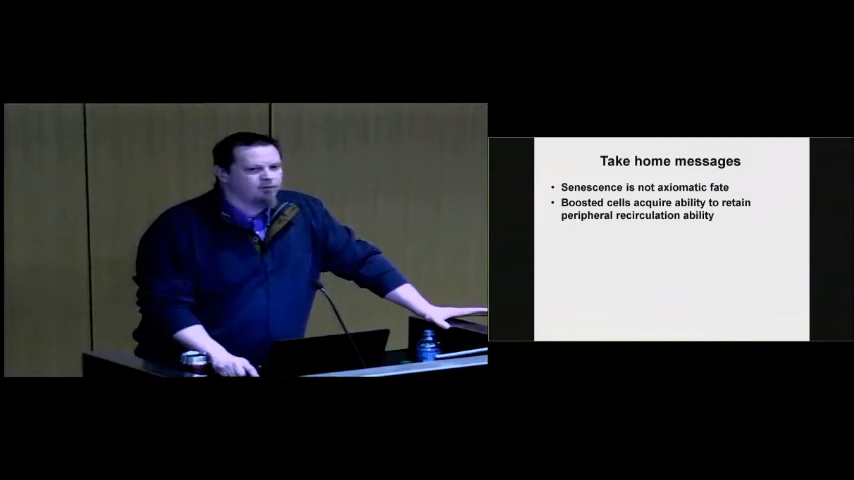 Take home messages
• Senescence is not axiomatic fate
• Boosted cells acquire ability to retain
peripheral recirculation ability